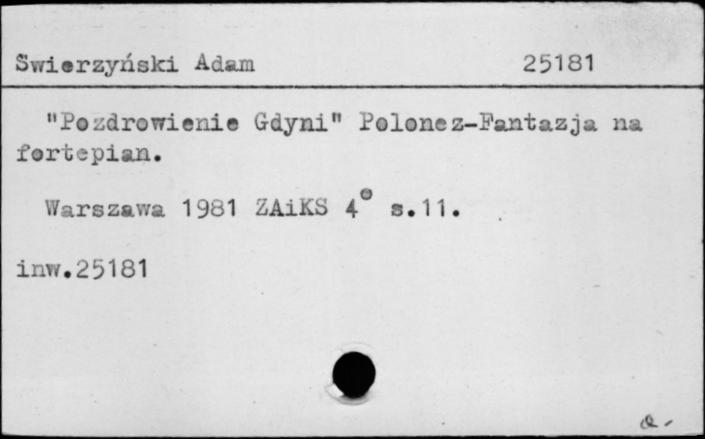 Swierzyński Adam 25181
"Pozdrowienie Gdyni" Polonez-Fantazja na
fortepian.
Warszawa 1981 ZAiKS 4° s.11.
inw.25181